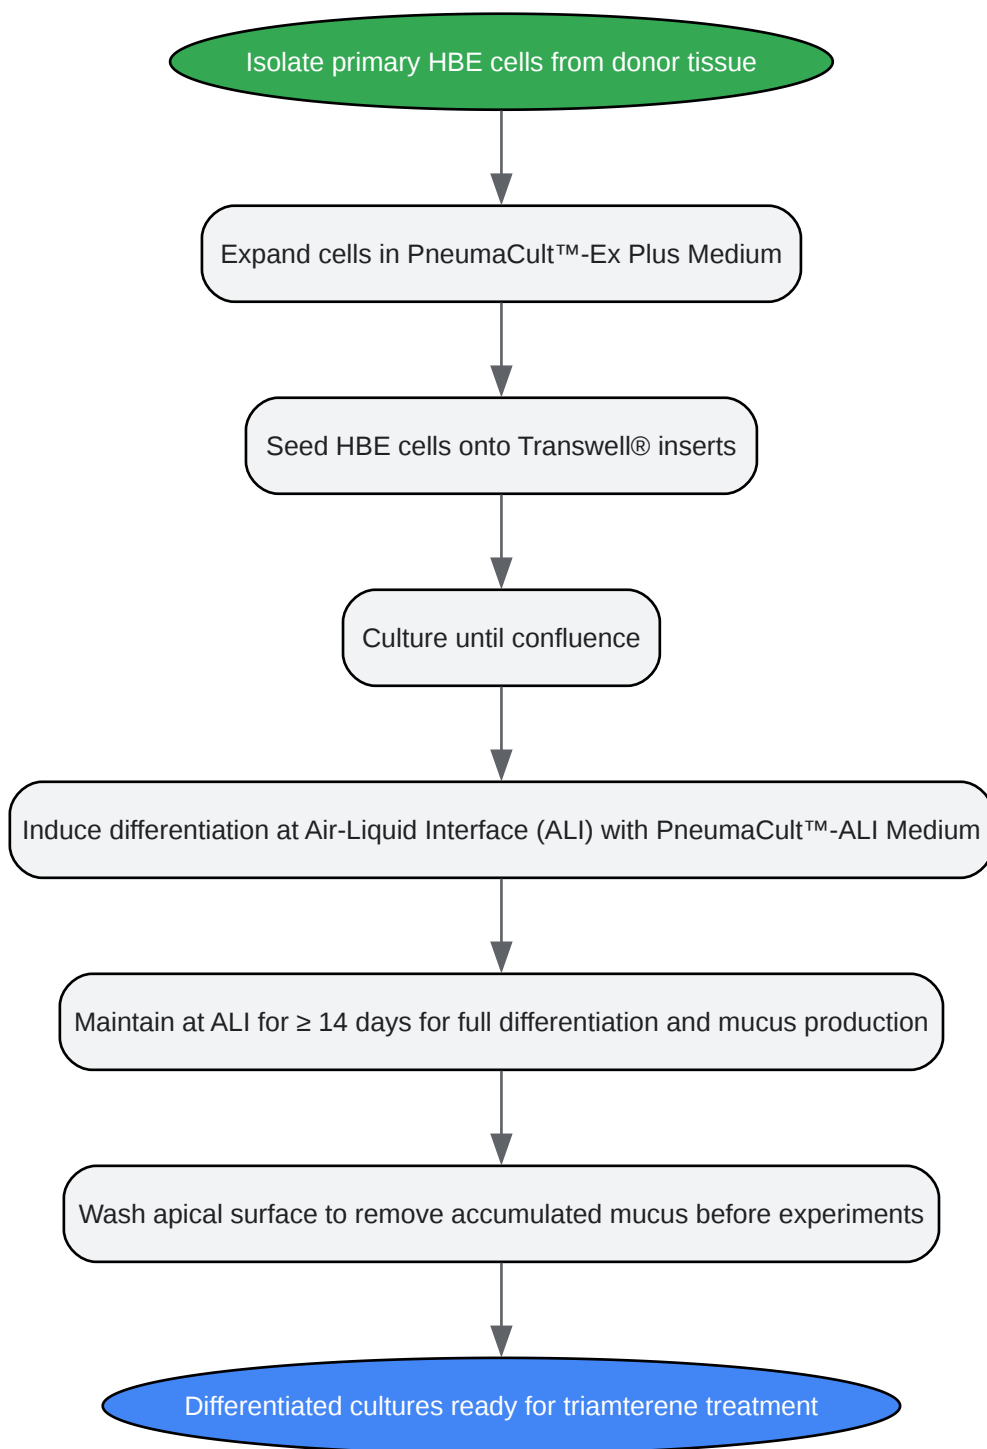 Isolate primary HBE cells from donor tissue
Expand cells in PneumaCult™-Ex Plus Medium
Seed HBE cells onto Transwell® inserts
Culture until confluence
Induce differentiation at Air-Liquid Interface (ALI) with PneumaCult™-ALI Medium
Maintain at ALI for ≥ 14 days for full differentiation and mucus production
Wash apical surface to remove accumulated mucus before experiments
Differentiated cultures ready for triamterene treatment